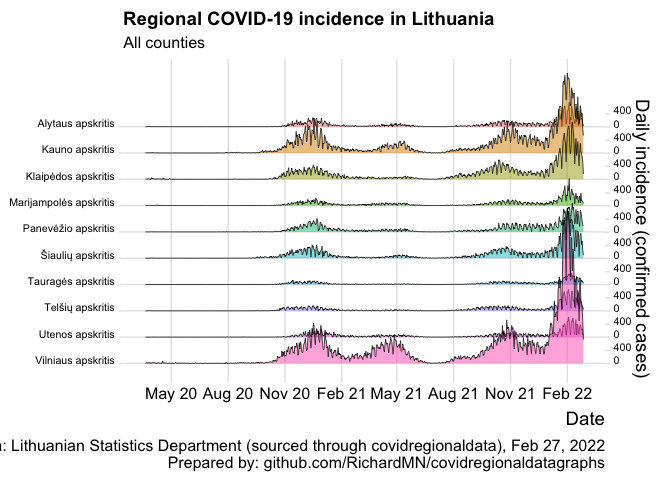 Regional COVID-19 incidence in Lithuania
All counties
Alytaus apskritis
400
0
Kauno apskritis
400
0
Klaipėdos apskritis
400
0
Marijampolės apskritis
400
0
Panevėžio apskritis
400
0
Šiaulių apskritis
400
0
Tauragės apskritis
400
0
Telšių apskritis
400
0
Utenos apskritis
400
0
Vilniaus apskritis
400
0
Daily incidence (confirmed cases)
May 20 Aug 20 Nov 20 Feb 21 May 21 Aug 21 Nov 21 Feb 22
Date
: Lithuanian Statistics Department (sourced through covidregionaldata), Feb 27, 2022
Prepared by: github.com/RichardMN/covidregionaldatagraphs